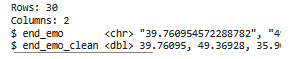 Rows: 30
Columns: 2
$ end_emo       <chr> "39.760954572288782", "4
$ end_emo_clean <dbl> 39.76095, 49.36928, 35.9